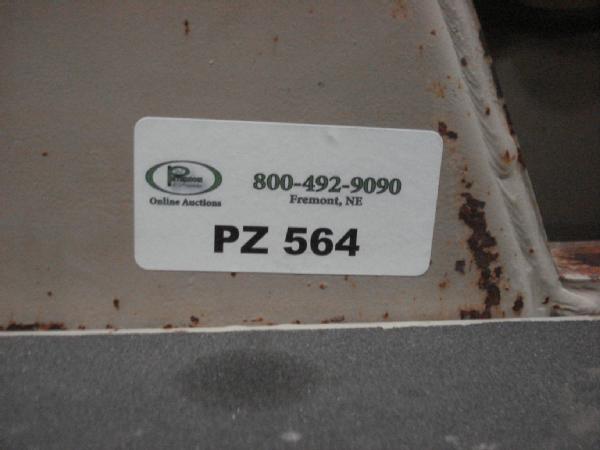 800-492-9090
Fremont, NE
Online Auctions
PZ 564